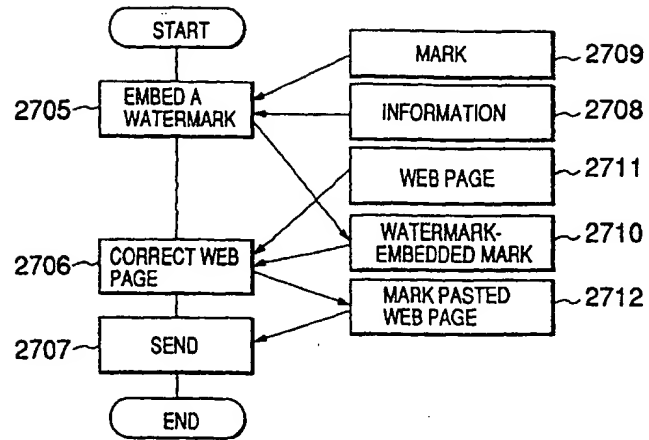 START
MARK
2709
2705
EMBED A
WATERMARK
INFORMATION
2708
WEB PAGE
2711
2706
CORRECT WEB
PAGE
WATERMARK-
EMBEDDED MARK
2710
MARK PASTED
WEB PAGE
2712
2707
SEND
END